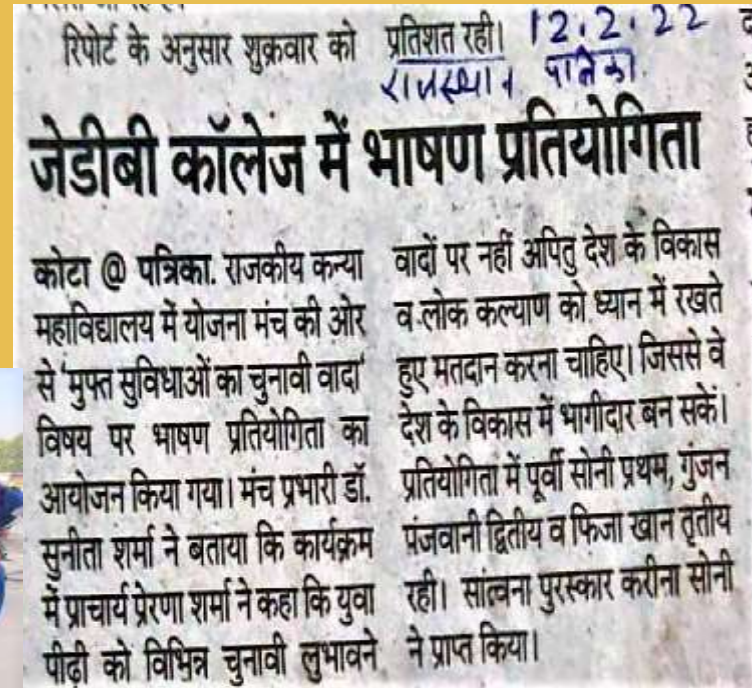 रिपोर्ट के अनुसार शुक्रवार को
प्रतिशत रही।
12.2.22
राजस्थान पत्रिका
जेडीबी कॉलेज में भाषण प्रतियोगिता
कोटा @ पत्रिका. राजकीय कन्या
महाविद्यालय में योजना मंच की ओर
से 'मुफ्त सुविधाओं का चुनावी वादा'
विषय पर भाषण प्रतियोगिता का
आयोजन किया गया। मंच प्रभारी डॉ.
सुनीता शर्मा ने बताया कि कार्यक्रम
में प्राचार्य प्रेरणा शर्मा ने कहा कि युवा
पीढ़ी को विभिन्न चुनावी लुभावने
वादों पर नहीं अपितु देश के विकास
व लोक कल्याण को ध्यान में रखते
हुए मतदान करना चाहिए। जिससे वे
देश के विकास में भागीदार बन सकें।
प्रतियोगिता में पूर्वी सोनी प्रथम, गुंजन
पंजवानी द्वितीय व फिजा खान तृतीय
रही। सांत्वना पुरस्कार करीना सोनी
ने प्राप्त किया।